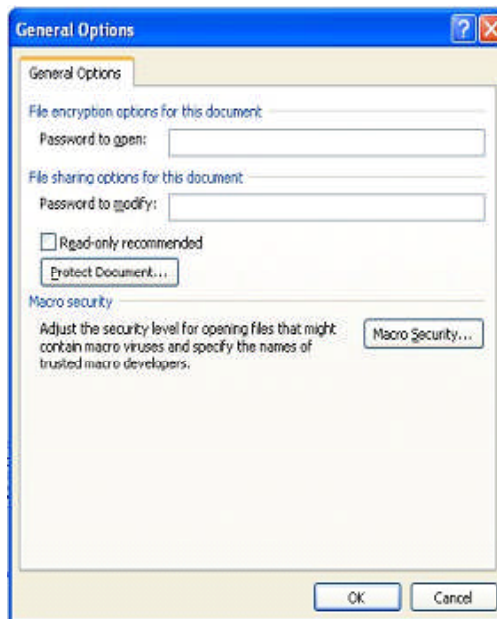 General Options
General Options
File encryption options for this document
Password to open:
File sharing options for this document
Password to modify:
Read-only recommended
Protect Document...
Macro security
Adjust the security level for opening files that might
contain macro viruses and specify the names of
trusted macro developers.
Macro Security...
OK Cancel